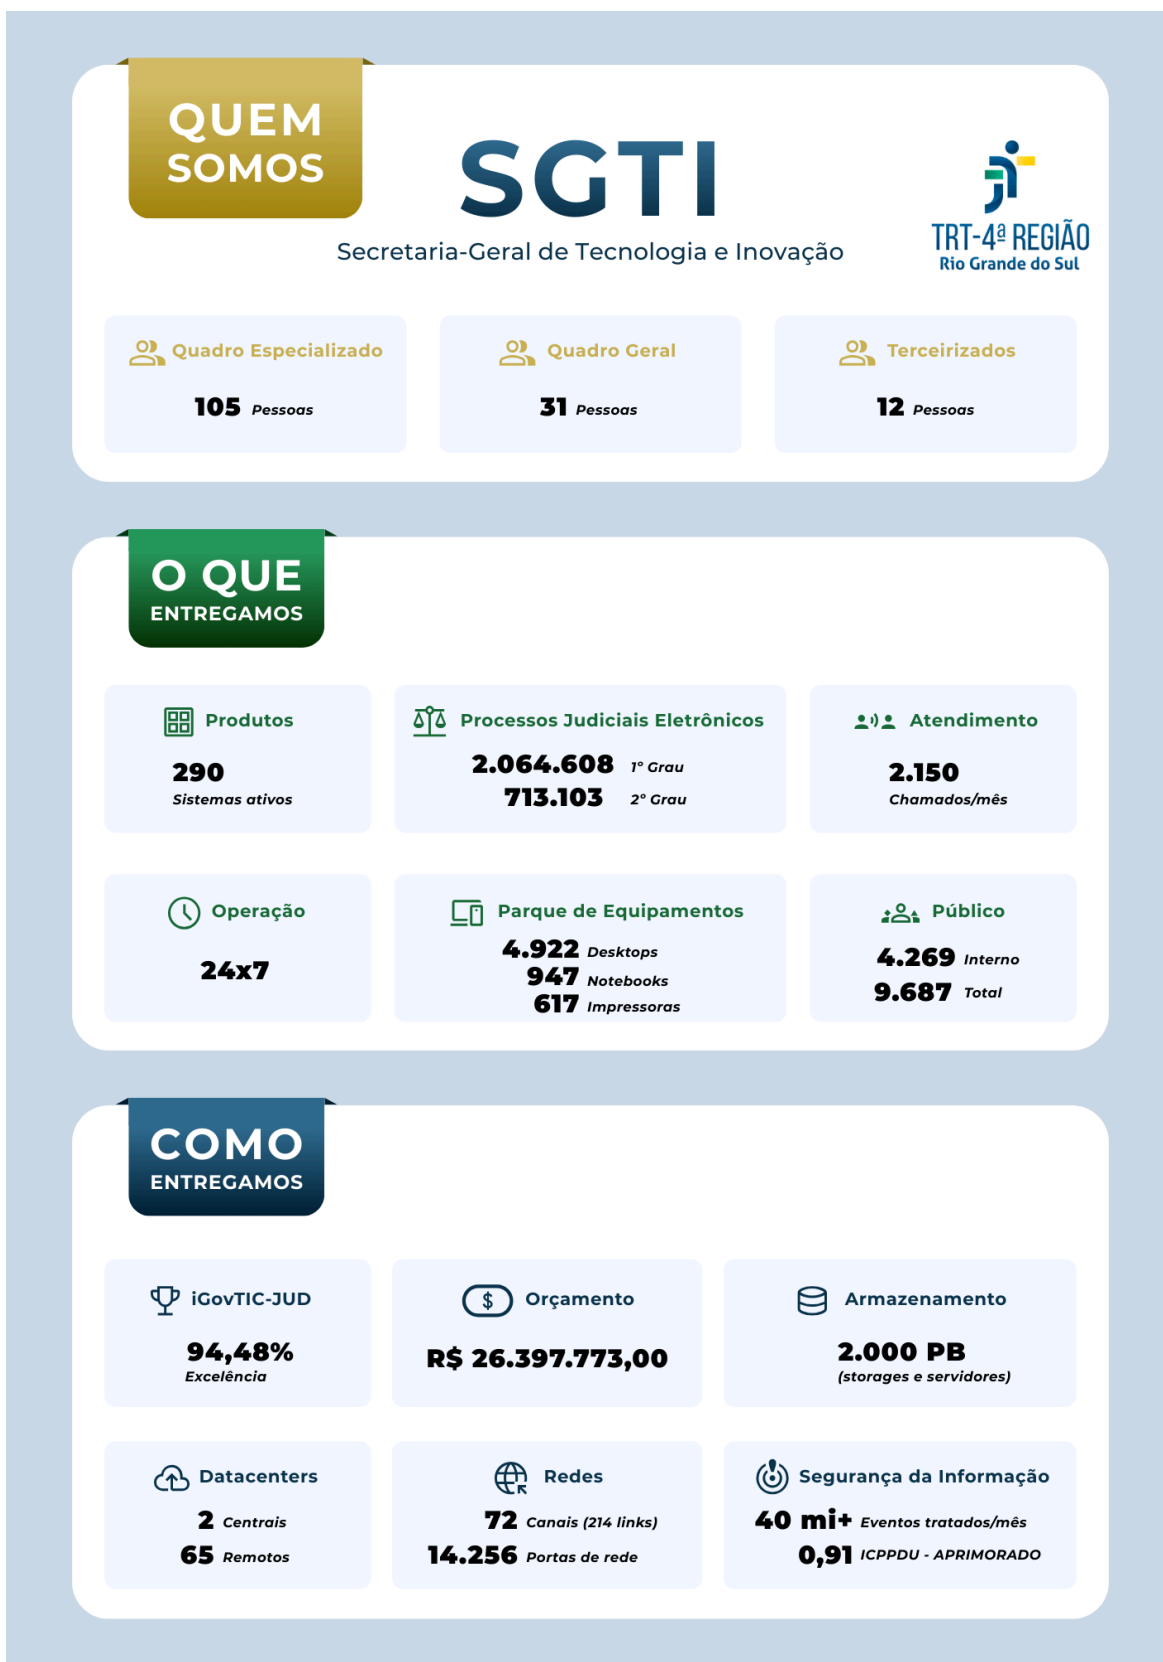 QUEM
SOMOS
SGTI
Secretaria-Geral de Tecnologia e Inovação
TRT-4ª REGIÃO
Rio Grande do Sul
Quadro Especializado
105 Pessoas
Quadro Geral
31 Pessoas
Terceirizados
12 Pessoas
O QUE
ENTREGAMOS
Produtos
290
Sistemas ativos
Processos Judiciais Eletrônicos
2.064.608 1º Grau
713.103 2º Grau
Atendimento
2.150
Chamados/mês
Operação
24x7
Parque de Equipamentos
4.922 Desktops
947 Notebooks
617 Impressoras
Público
4.269 Interno
9.687 Total
COMO
ENTREGAMOS
iGovTIC-JUD
94,48%
Excelência
Orçamento
R$ 26.397.773,00
Armazenamento
2.000 PB
(storages e servidores)
Datacenters
2 Centrais
65 Remotos
Redes
72 Canais (214 links)
14.256 Portas de rede
Segurança da Informação
40 mi+ Eventos tratados/mês
0,91 ICPPDU - APRIMORADO